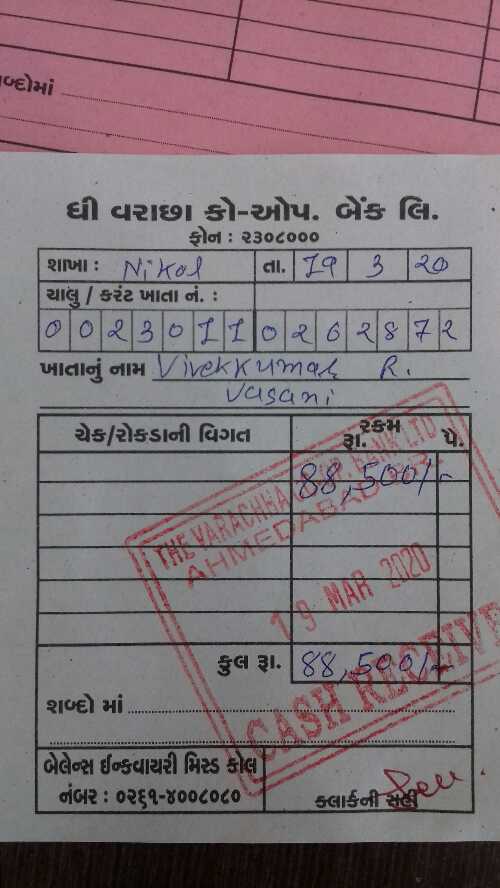 શબ્દોમાં
ધી વરાછા કો-ઓપ. બેંક લિ.
ફોન : ૨૩૦૮૦૦૦
શાખા : Nikol તા. 19 3 20
ચાલુ / કરંટ ખાતા નં. :
0 0 2 3 0 1 1 0 2 6 2 8 7 2
ખાતાનું નામ Vivekkumar R.
Vasani
ચેક/રોકડાની વિગત રકમ
રૂા. પૈ.
88,500/-
THE VARACHHA CO-OP. BANK LTD
AHMEDABAD
19 MAR 2020
CASH RECEIVE
કુલ રૂા. 88,500/-
શબ્દો માં
બેલેન્સ ઈન્કવાયરી મિસ્ડ કોલ
નંબર : ૦૨૬૧-૪૦૦૮૦૮૦ ક્લાર્કની સહી